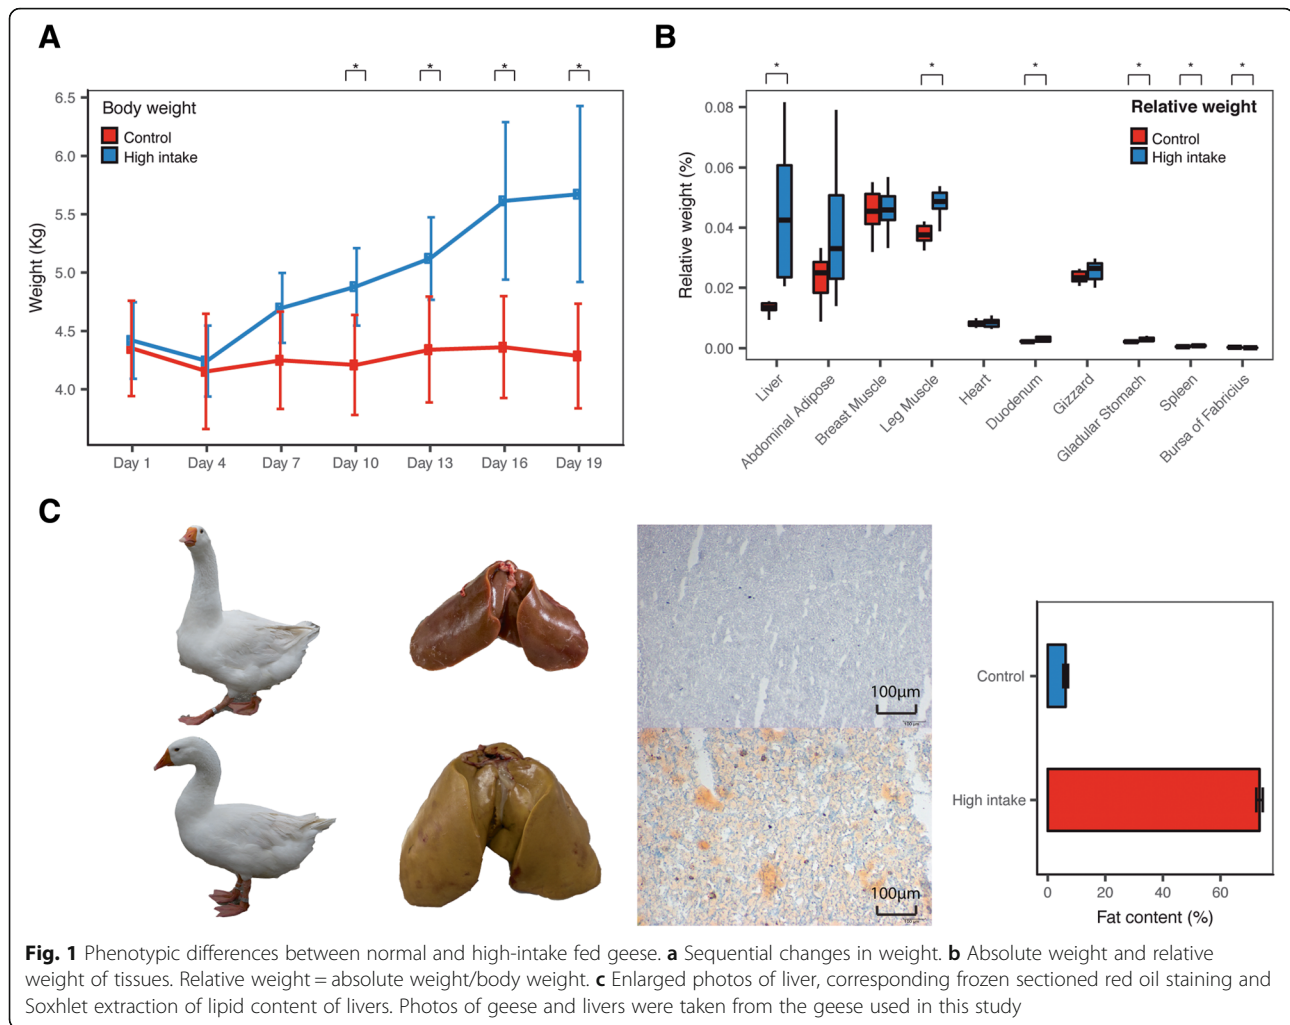 A
* * * *
Body weight
Control
High intake
Weight (Kg)
6.5
6.0
5.5
5.0
4.5
4.0
Day 1 Day 4 Day 7 Day 10 Day 13 Day 16 Day 19
B
* * * * * *
Relative weight
Control
High intake
Relative weight (%)
0.08
0.06
0.04
0.02
0.00
Liver
Abdominal Adipose
Breast Muscle
Leg Muscle
Heart
Duodenum
Gizzard
Gladular Stomach
Spleen
Bursa of Fabricius
C
100μm
100μm
Control
High intake
0 20 40 60
Fat content (%)
Fig. 1 Phenotypic differences between normal and high-intake fed geese. a Sequential changes in weight. b Absolute weight and relative
weight of tissues. Relative weight = absolute weight/body weight. c Enlarged photos of liver, corresponding frozen sectioned red oil staining and
Soxhlet extraction of lipid content of livers. Photos of geese and livers were taken from the geese used in this study